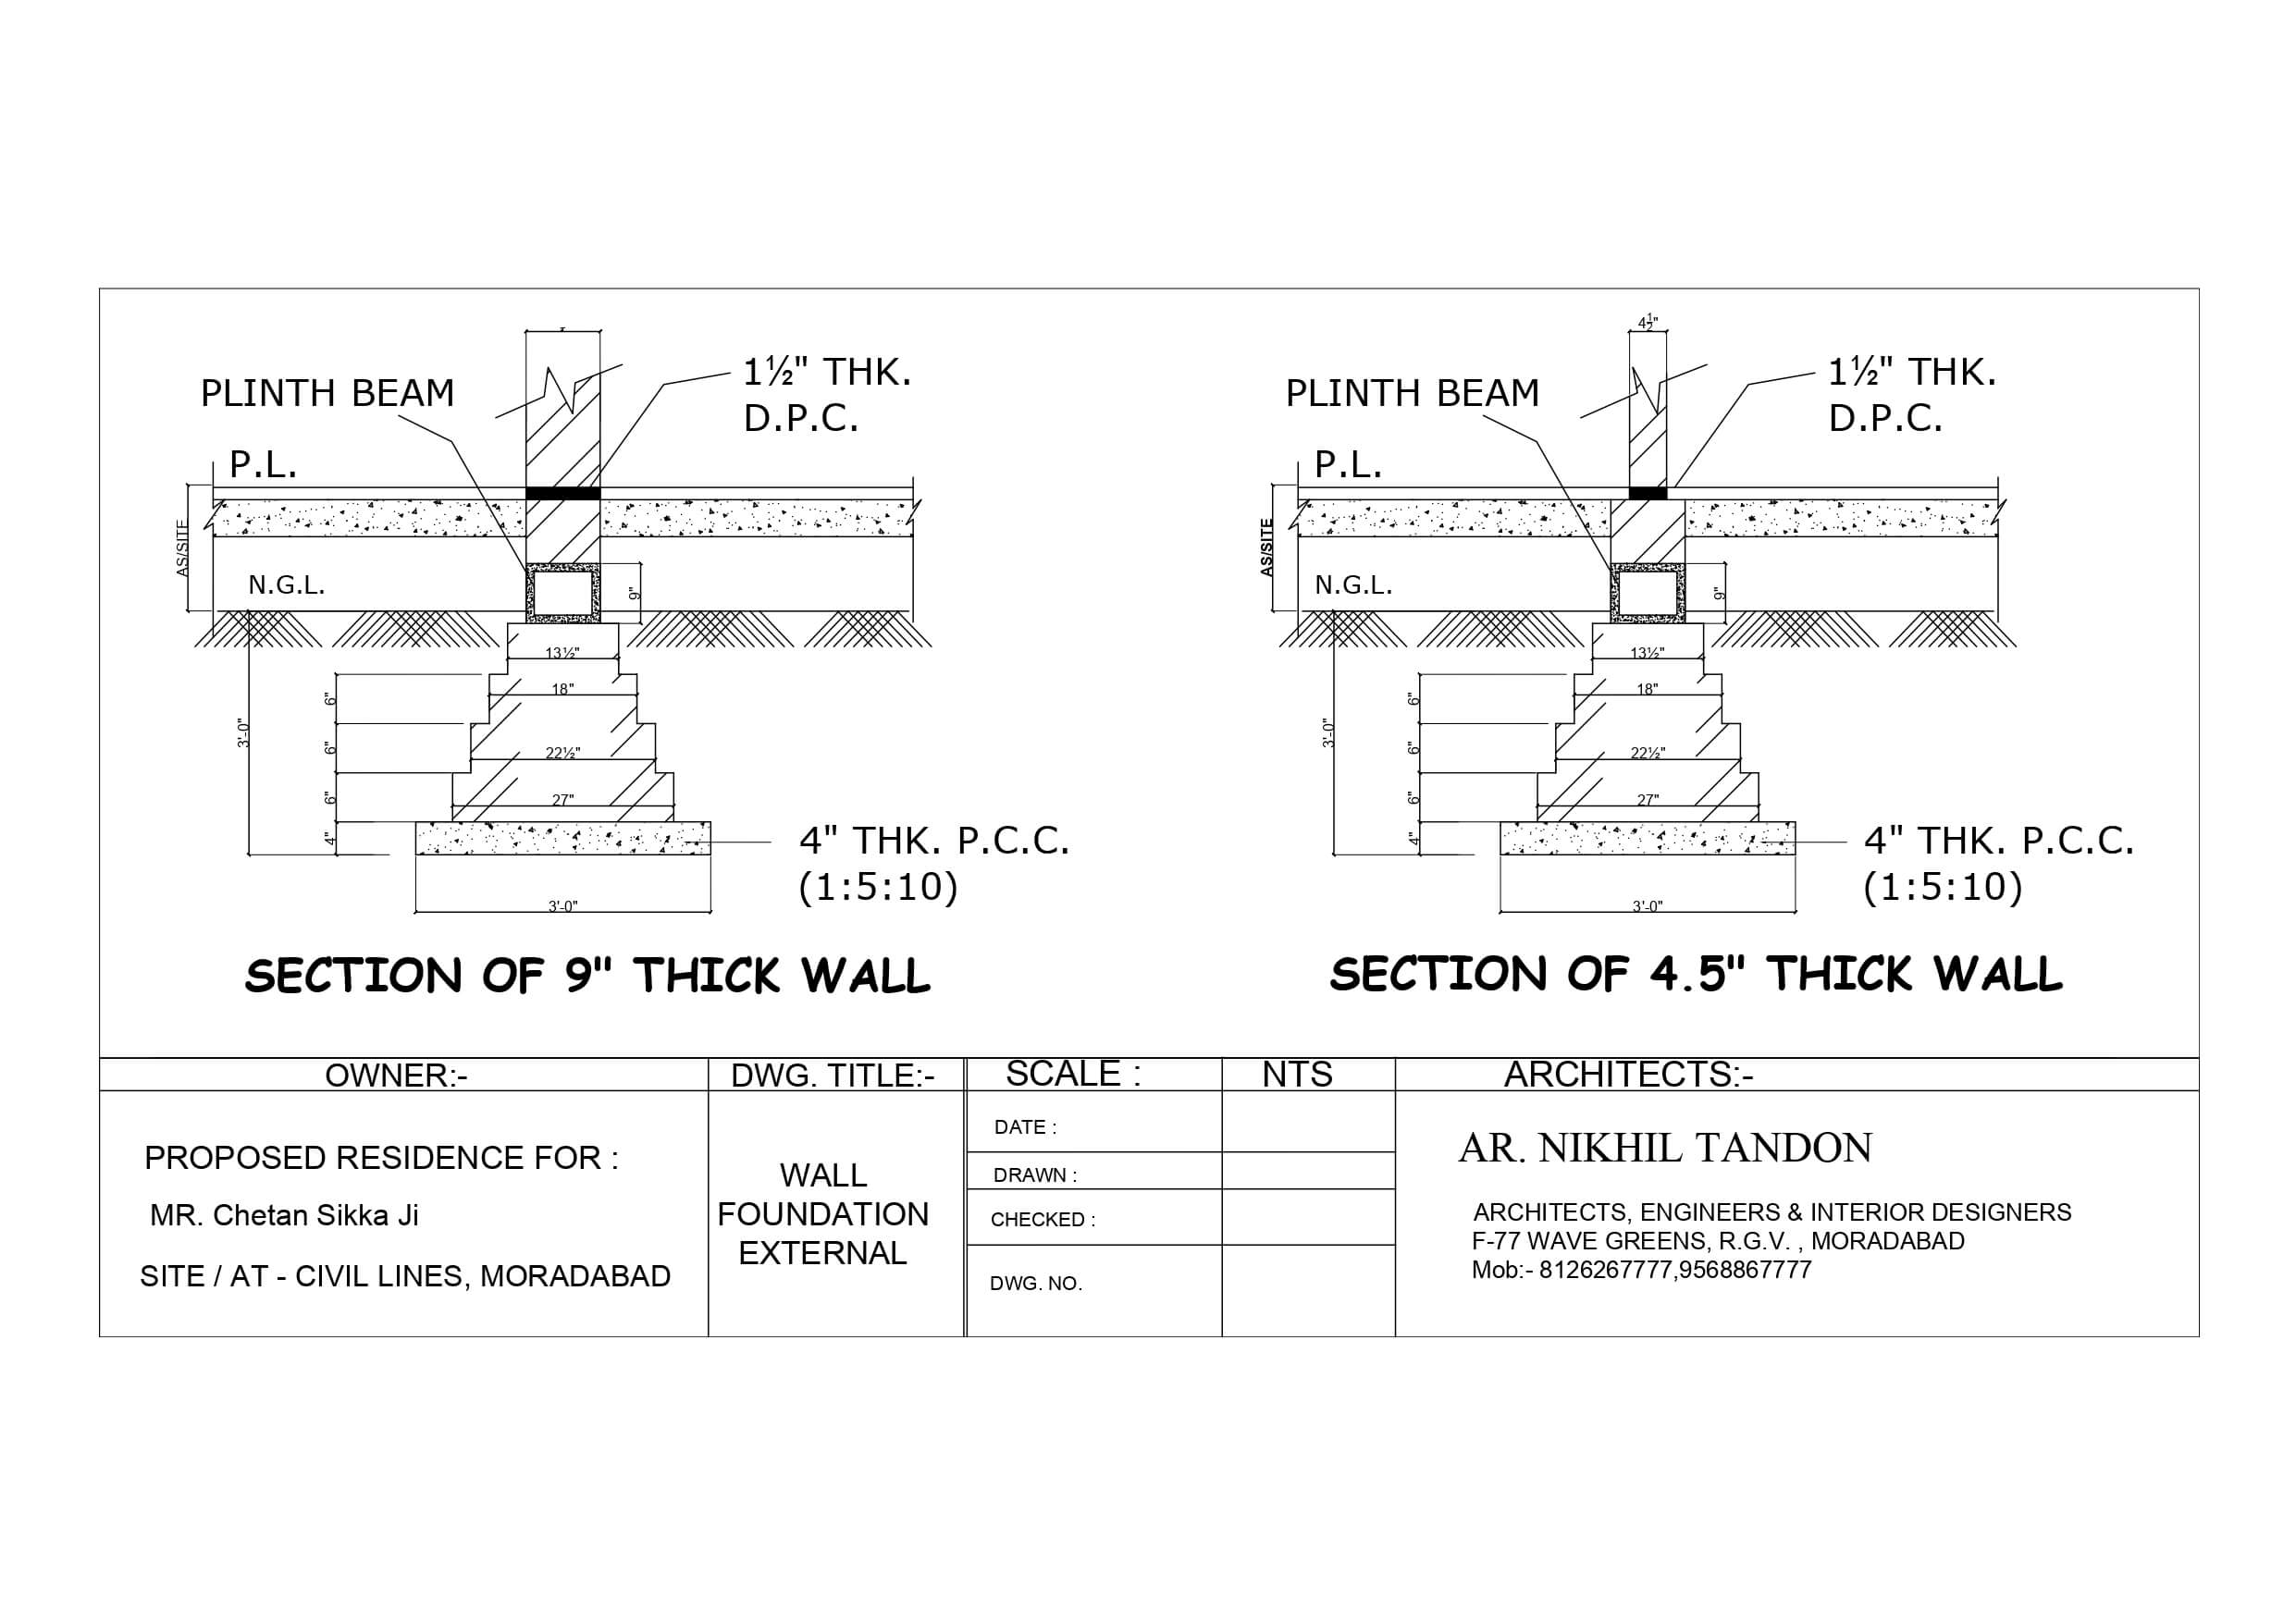 PLINTH BEAM
1½" THK.
D.P.C.
P.L.
AS/SITE
N.G.L.
9"
13½"
18"
22½"
27"
6"
6"
6"
4"
3'-0"
3'-0"
4" THK. P.C.C.
(1:5:10)
SECTION OF 9" THICK WALL
4½"
PLINTH BEAM
1½" THK.
D.P.C.
P.L.
AS/SITE
N.G.L.
9"
13½"
18"
22½"
27"
6"
6"
6"
4"
3'-0"
3'-0"
4" THK. P.C.C.
(1:5:10)
SECTION OF 4.5" THICK WALL
OWNER:-
PROPOSED RESIDENCE FOR :
MR. Chetan Sikka Ji
SITE / AT - CIVIL LINES, MORADABAD
DWG. TITLE:-
WALL
FOUNDATION
EXTERNAL
SCALE : NTS
DATE :
DRAWN :
CHECKED :
DWG. NO.
ARCHITECTS:-
AR. NIKHIL TANDON
ARCHITECTS, ENGINEERS & INTERIOR DESIGNERS
F-77 WAVE GREENS, R.G.V. , MORADABAD
Mob:- 8126267777,9568867777